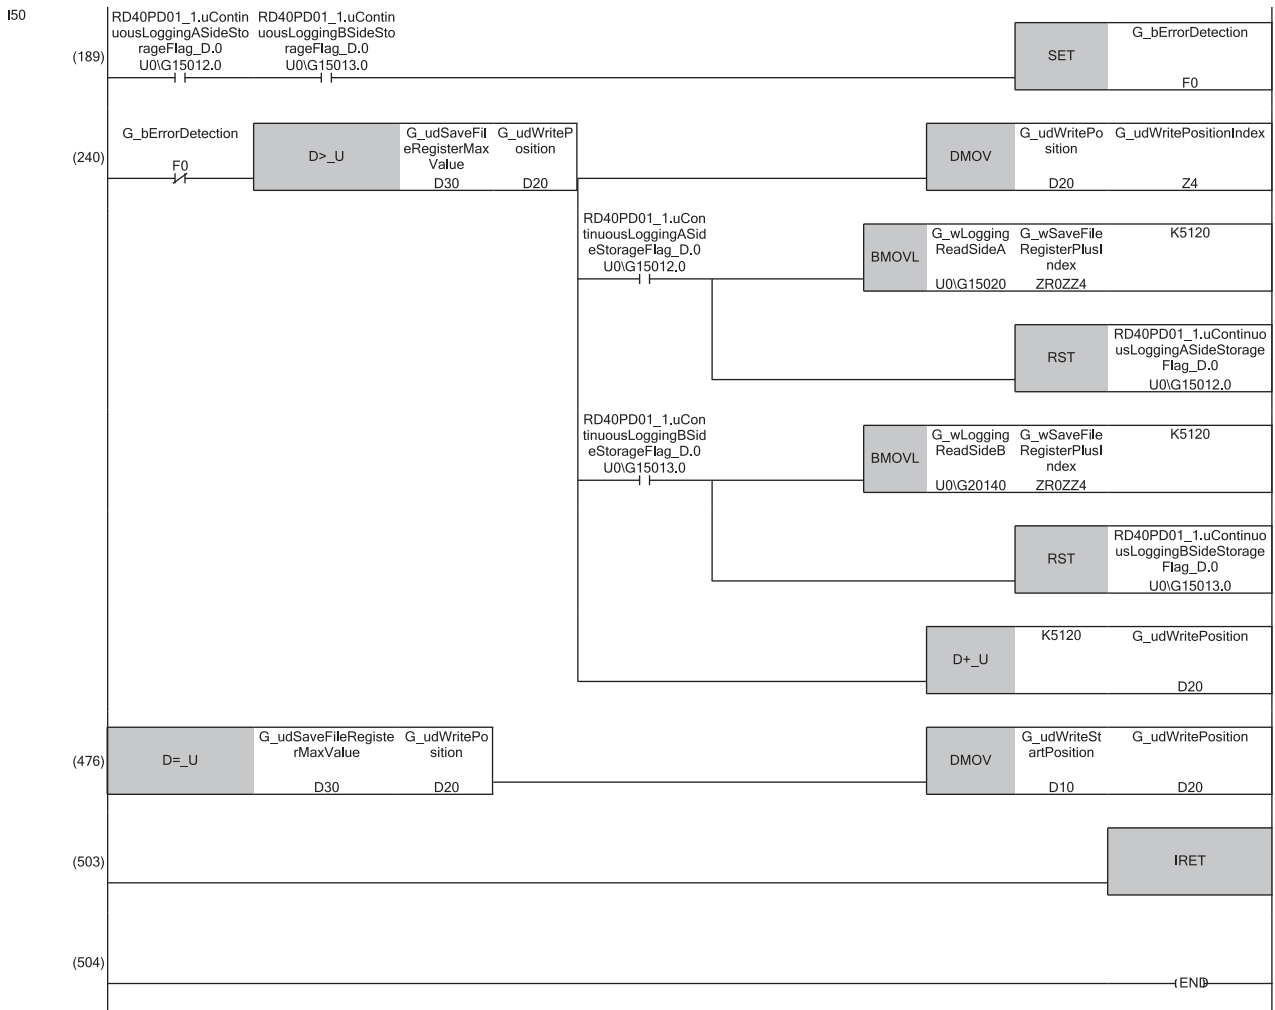 I50
RD40PD01_1.uContin
uousLoggingASideSto
rageFlag_D.0
U0\G15012.0
RD40PD01_1.uContin
uousLoggingBSideSto
rageFlag_D.0
U0\G15013.0
(189)
SET
G_bErrorDetection
F0
(240)
G_bErrorDetection
F0
D>_U
G_udSaveFil
eRegisterMax
Value
D30
G_udWriteP
osition
D20
DMOV
G_udWritePo
sition
D20
G_udWritePositionIndex
Z4
RD40PD01_1.uCon
tinuousLoggingASid
eStorageFlag_D.0
U0\G15012.0
BMOVL
G_wLogging
ReadSideA
U0\G15020
G_wSaveFile
RegisterPlusI
ndex
ZR0ZZ4
K5120
RST
RD40PD01_1.uContinuo
usLoggingASideStorage
Flag_D.0
U0\G15012.0
RD40PD01_1.uCon
tinuousLoggingBSid
eStorageFlag_D.0
U0\G15013.0
BMOVL
G_wLogging
ReadSideB
U0\G20140
G_wSaveFile
RegisterPlusI
ndex
ZR0ZZ4
K5120
RST
RD40PD01_1.uContinuo
usLoggingBSideStorage
Flag_D.0
U0\G15013.0
D+_U
K5120
G_udWritePosition
D20
(476)
D=_U
G_udSaveFileRegiste
rMaxValue
D30
G_udWritePo
sition
D20
DMOV
G_udWriteSt
artPosition
D10
G_udWritePosition
D20
(503)
IRET
(504)
END